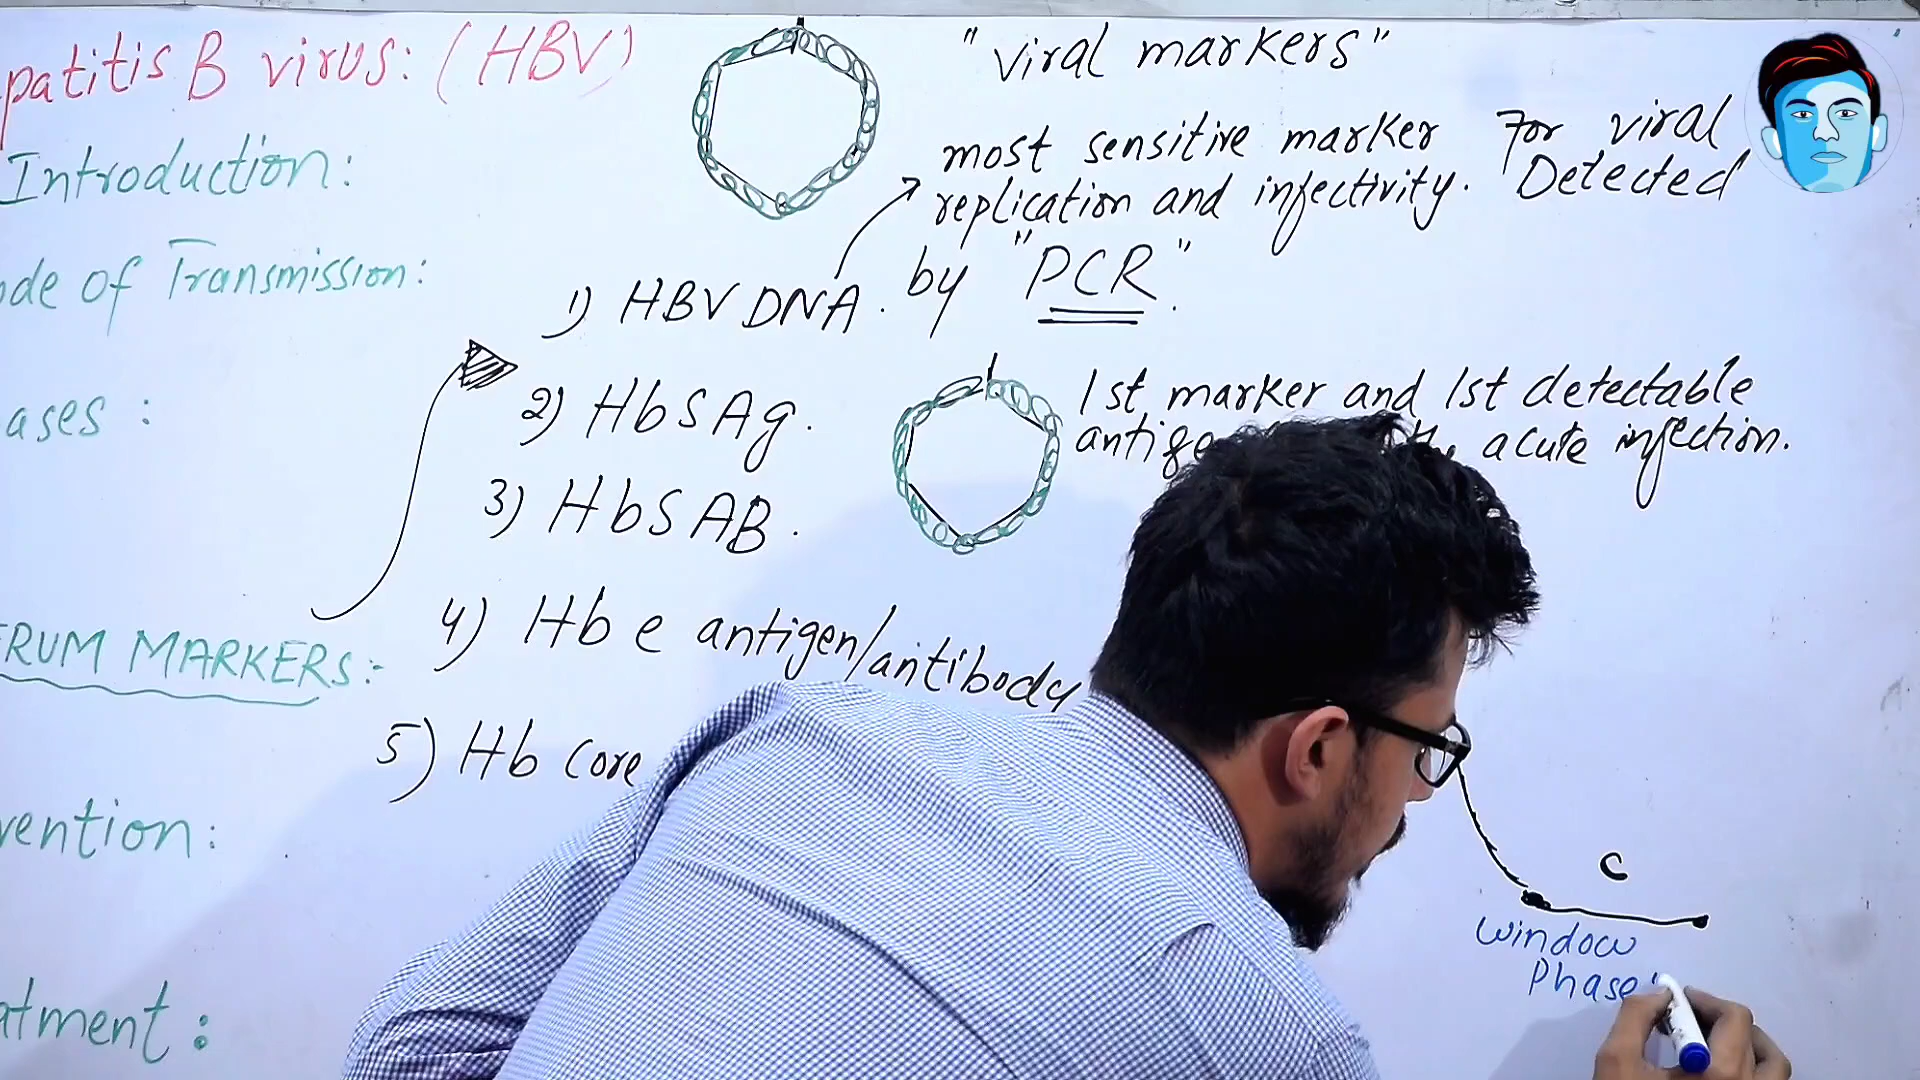 patitis B virus: (HBV)
Introduction:
ode of Transmission:
ases :
ERUM MARKERS:-
vention:
atment:
"viral markers"
most sensitive marker For viral
replication and infectivity. Detected
by "PCR".
1) HBV DNA.
2) HbSAg.
1st marker and 1st detectable
antige acute infection.
3) HbSAB.
4) Hb e antigen/antibody
5) Hb core
C
window
Phase